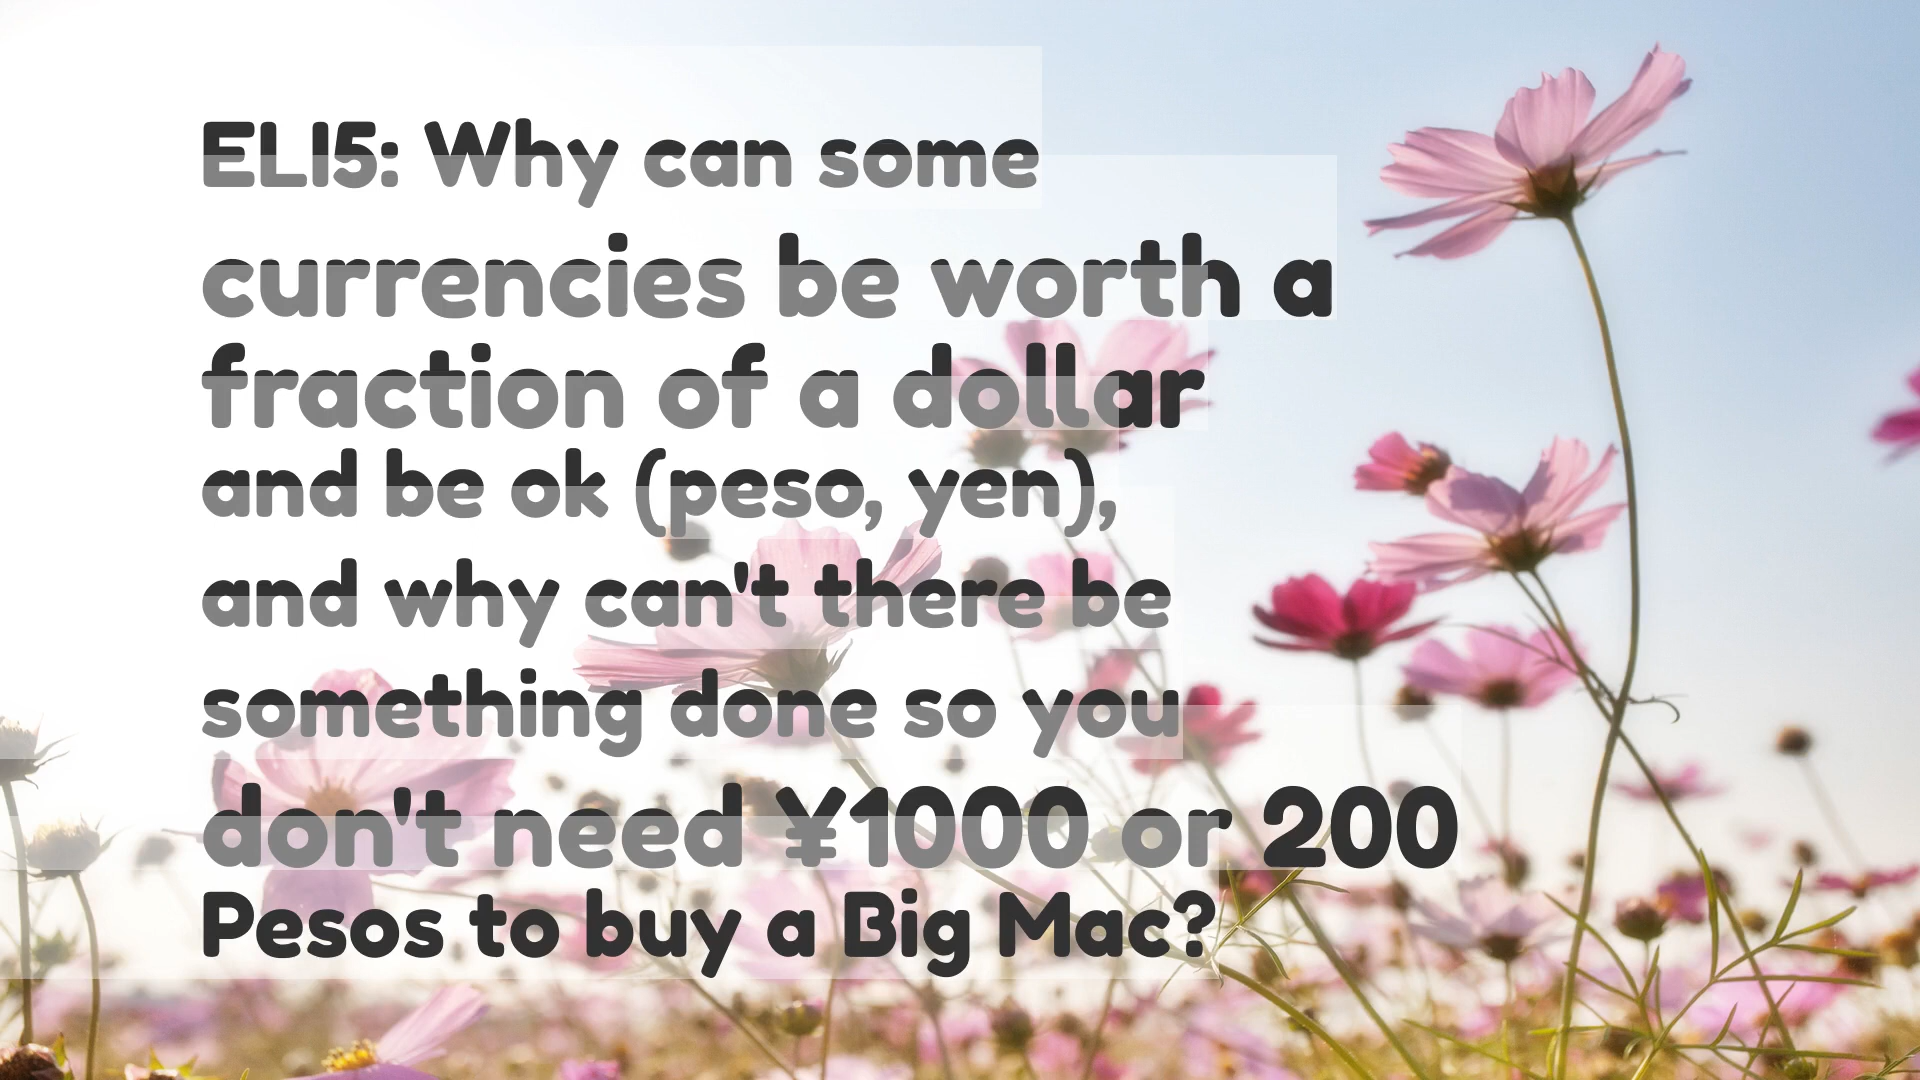 ELI5: Why can some
currencies be worth a
fraction of a dollar
and be ok (peso, yen),
and why can't there be
something done so you
don't need ¥1000 or 200
Pesos to buy a Big Mac?